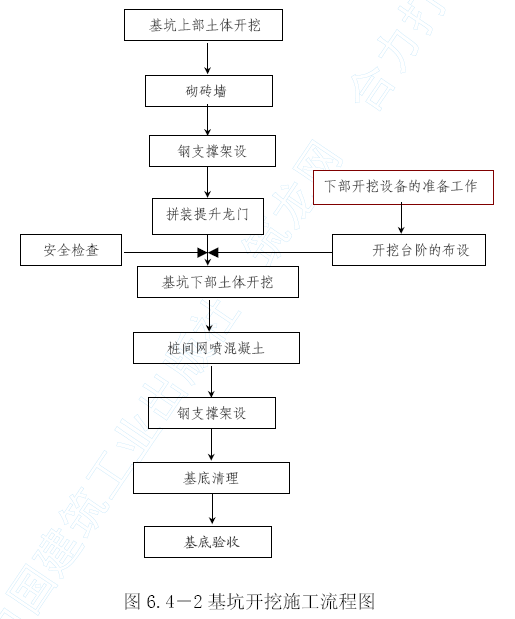 基坑上部土体开挖
砌砖墙
钢支撑架设
下部开挖设备的准备工作
拼装提升龙门
安全检查
开挖台阶的布设
基坑下部土体开挖
桩间网喷混凝土
钢支撑架设
基底清理
基底验收
图 6.4－2 基坑开挖施工流程图